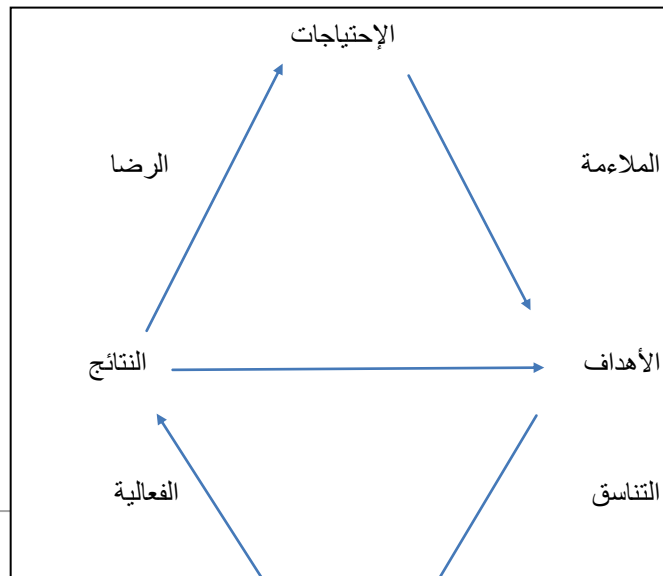 الإحتياجات
الملاءمة
الرضا
الأهداف
النتائج
التناسق
الفعالية